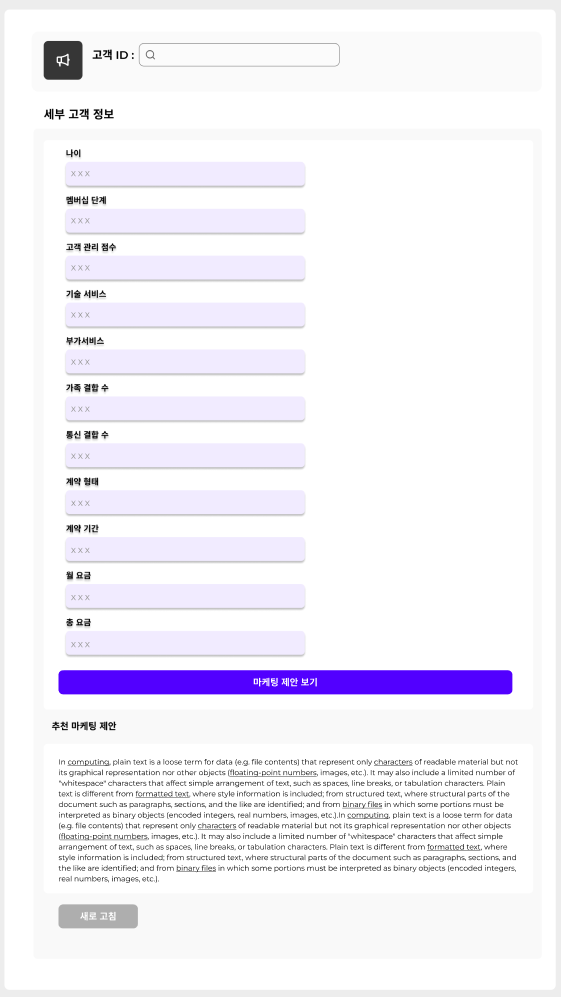 고객 ID :
세부 고객 정보
나이
X X X
멤버십 단계
X X X
고객 관리 점수
X X X
기술 서비스
X X X
부가서비스
X X X
가족 결합 수
X X X
통신 결합 수
X X X
계약 형태
X X X
계약 기간
X X X
월 요금
X X X
총 요금
X X X
마케팅 제안 보기
추천 마케팅 제안
In computing, plain text is a loose term for data (e.g. file contents) that represent only characters of readable material but not
its graphical representation nor other objects (floating-point numbers, images, etc.). It may also include a limited number of
"whitespace" characters that affect simple arrangement of text, such as spaces, line breaks, or tabulation characters. Plain
text is different from formatted text, where style information is included; from structured text, where structural parts of the
document such as paragraphs, sections, and the like are identified; and from binary files in which some portions must be
interpreted as binary objects (encoded integers, real numbers, images, etc.).In computing, plain text is a loose term for data
(e.g. file contents) that represent only characters of readable material but not its graphical representation nor other objects
(floating-point numbers, images, etc.). It may also include a limited number of "whitespace" characters that affect simple
arrangement of text, such as spaces, line breaks, or tabulation characters. Plain text is different from formatted text, where
style information is included; from structured text, where structural parts of the document such as paragraphs, sections, and
the like are identified; and from binary files in which some portions must be interpreted as binary objects (encoded integers,
real numbers, images, etc.).
새로 고침